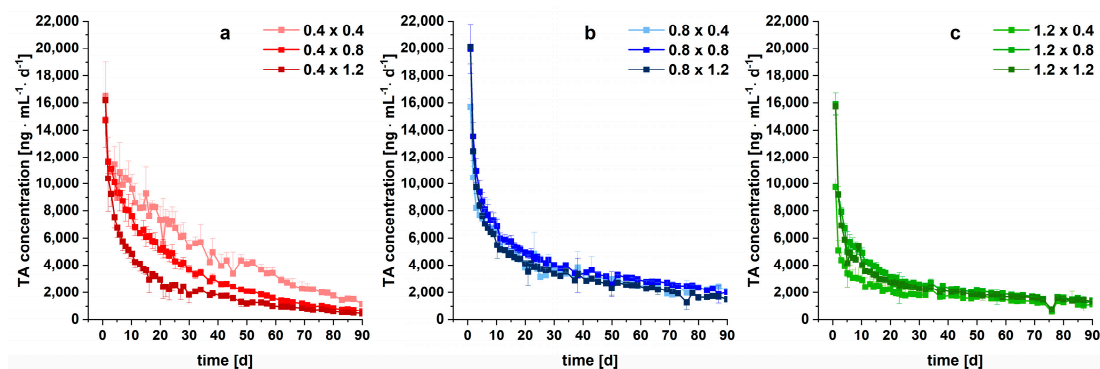 a
0.4 x 0.4
0.4 x 0.8
0.4 x 1.2
TA concentration [ng · mL⁻¹· d⁻¹]
22,000
20,000
18,000
16,000
14,000
12,000
10,000
8,000
6,000
4,000
2,000
0
0 10 20 30 40 50 60 70 80 90
time [d]
b
0.8 x 0.4
0.8 x 0.8
0.8 x 1.2
TA concentration [ng · mL⁻¹· d⁻¹]
22,000
20,000
18,000
16,000
14,000
12,000
10,000
8,000
6,000
4,000
2,000
0
0 10 20 30 40 50 60 70 80 90
time [d]
c
1.2 x 0.4
1.2 x 0.8
1.2 x 1.2
TA concentration [ng · mL⁻¹· d⁻¹]
22,000
20,000
18,000
16,000
14,000
12,000
10,000
8,000
6,000
4,000
2,000
0
0 10 20 30 40 50 60 70 80 90
time [d]